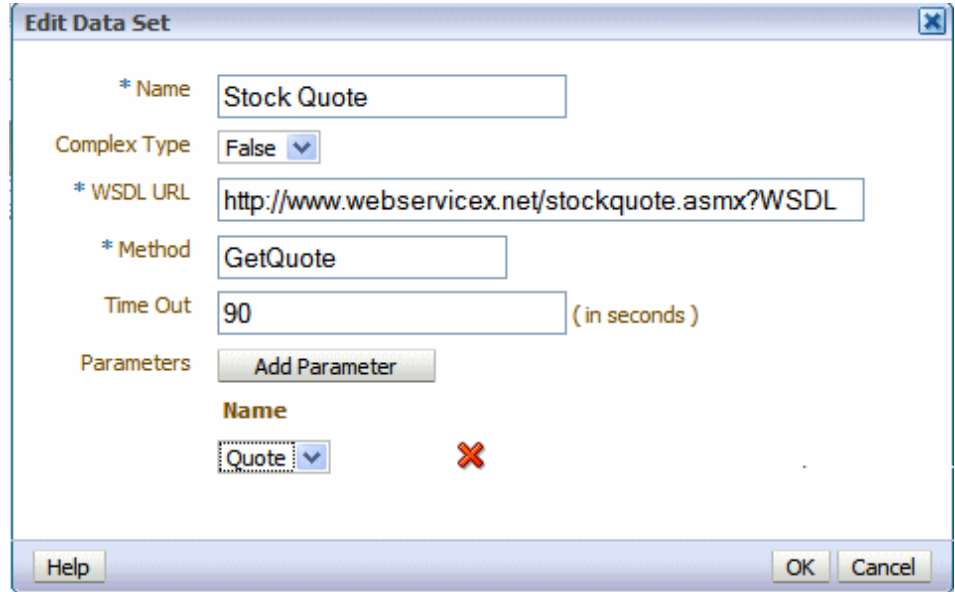 Edit Data Set
* Name Stock Quote
Complex Type False
* WSDL URL http://www.webservicex.net/stockquote.asmx?WSDL
* Method GetQuote
Time Out 90 ( in seconds )
Parameters Add Parameter
Name
Quote
Help OK Cancel